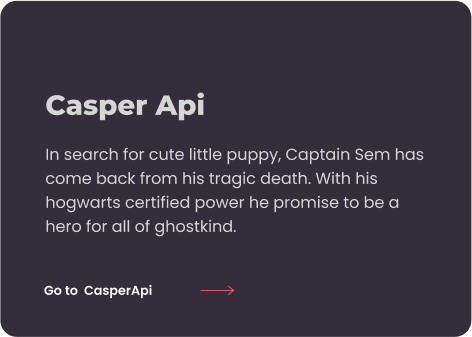 Casper Api
In search for cute little puppy, Captain Sem has
come back from his tragic death. With his
hogwarts certified power he promise to be a
hero for all of ghostkind.
Go to CasperApi